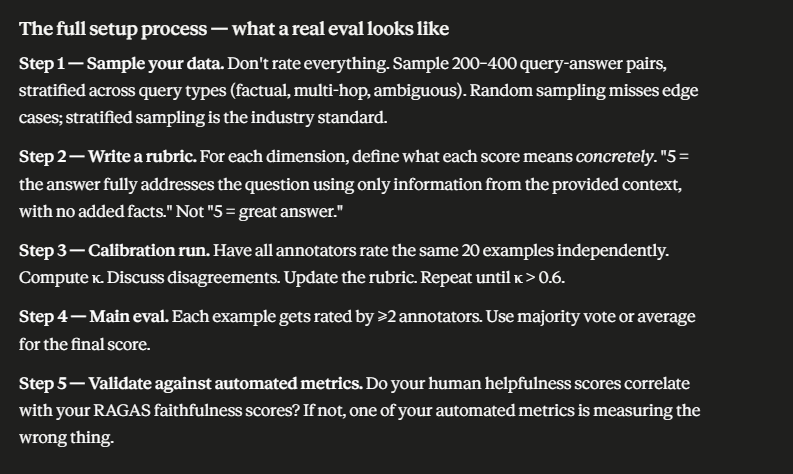 The full setup process — what a real eval looks like
Step 1 — Sample your data. Don't rate everything. Sample 200–400 query-answer pairs,
stratified across query types (factual, multi-hop, ambiguous). Random sampling misses edge
cases; stratified sampling is the industry standard.
Step 2 — Write a rubric. For each dimension, define what each score means concretely. "5 =
the answer fully addresses the question using only information from the provided context,
with no added facts." Not "5 = great answer."
Step 3 — Calibration run. Have all annotators rate the same 20 examples independently.
Compute κ. Discuss disagreements. Update the rubric. Repeat until κ > 0.6.
Step 4 — Main eval. Each example gets rated by ≥2 annotators. Use majority vote or average
for the final score.
Step 5 — Validate against automated metrics. Do your human helpfulness scores correlate
with your RAGAS faithfulness scores? If not, one of your automated metrics is measuring the
wrong thing.